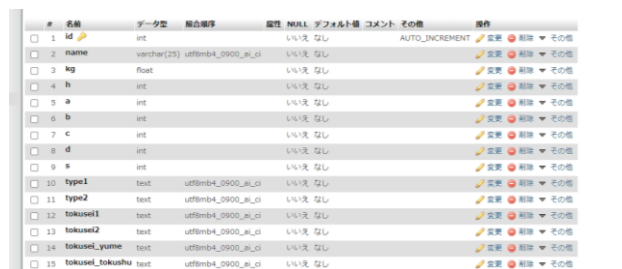 # 名前 データ型 照合順序 属性 NULL デフォルト値 コメント その他 操作
1 id int いいえ なし AUTO_INCREMENT 変更 削除 その他
2 name varchar(25) utf8mb4_0900_ai_ci いいえ なし 変更 削除 その他
3 kg float いいえ なし 変更 削除 その他
4 h int いいえ なし 変更 削除 その他
5 a int いいえ なし 変更 削除 その他
6 b int いいえ なし 変更 削除 その他
7 c int いいえ なし 変更 削除 その他
8 d int いいえ なし 変更 削除 その他
9 s int いいえ なし 変更 削除 その他
10 type1 text utf8mb4_0900_ai_ci いいえ なし 変更 削除 その他
11 type2 text utf8mb4_0900_ai_ci いいえ なし 変更 削除 その他
12 tokusei1 text utf8mb4_0900_ai_ci いいえ なし 変更 削除 その他
13 tokusei2 text utf8mb4_0900_ai_ci いいえ なし 変更 削除 その他
14 tokusei_yume text utf8mb4_0900_ai_ci いいえ なし 変更 削除 その他
15 tokusei_tokushu text utf8mb4_0900_ai_ci いいえ なし 変更 削除 その他